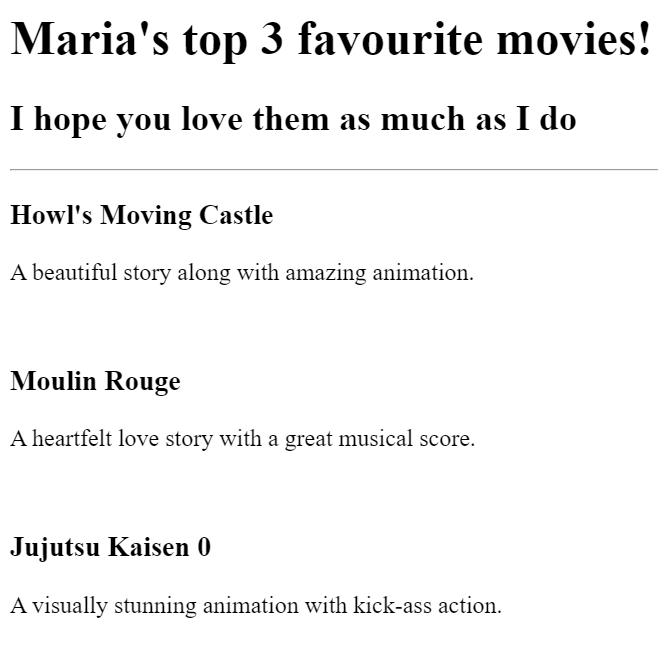 Maria's top 3 favourite movies!
I hope you love them as much as I do
Howl's Moving Castle
A beautiful story along with amazing animation.
Moulin Rouge
A heartfelt love story with a great musical score.
Jujutsu Kaisen 0
A visually stunning animation with kick-ass action.